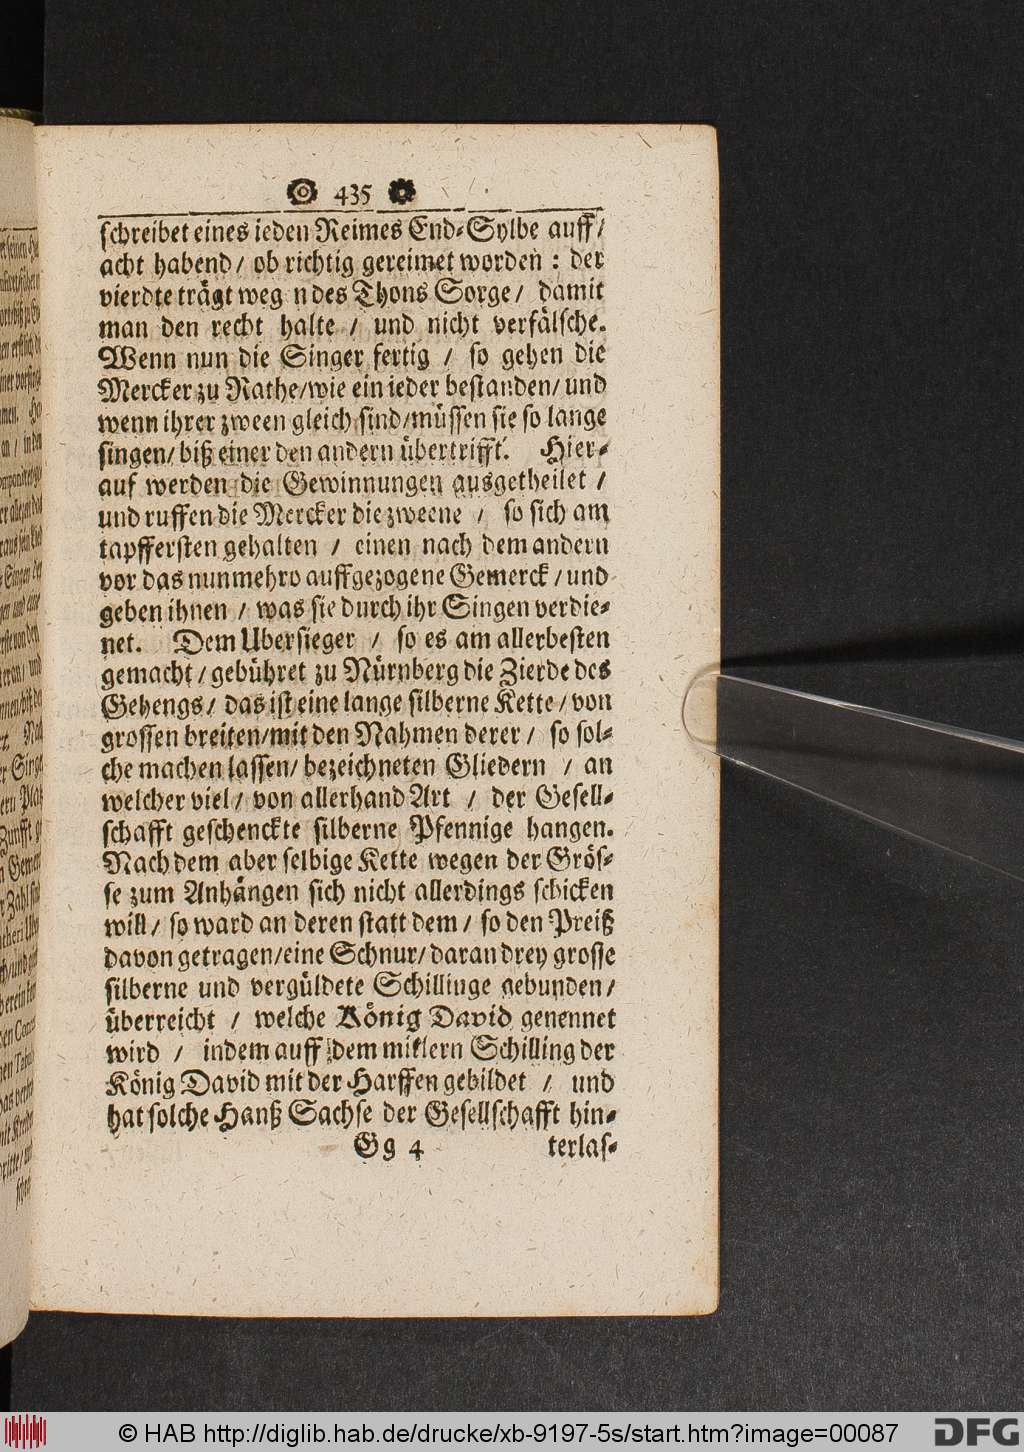 435
schreibet eines ieden Reimes End-Sylbe auff/
acht habend/ ob richtig gereimet worden: der
vierdte trägt weg n des Thons Sorge/ damit
man den recht halte / und nicht verfälsche.
Wenn nun die Singer fertig / so gehen die
Mercker zu Rathe/wie ein ieder bestanden/ und
wenn ihrer zween gleich sind/müssen sie so lange
singen/ biß einer den andern übertrifft. Hier-
auf werden die Gewinnungen ausgetheilet /
und ruffen die Mercker die zweene / so sich am
tapffersten gehalten / einen nach dem andern
vor das nunmehro auffgezogene Gemerck / und
geben ihnen / was sie durch ihr Singen verdie-
net. Dem Ubersieger / so es am allerbesten
gemacht / gebühret zu Nürnberg die Zierde des
Gehengs / das ist eine lange silberne Kette / von
grossen breiten/mit den Nahmen derer / so sol-
che machen lassen/ bezeichneten Gliedern / an
welcher viel / von allerhand Art / der Gesell-
schafft geschenckte silberne Pfennige hangen.
Nach dem aber selbige Kette wegen der Grös-
se zum Anhängen sich nicht allerdings schicken
will / so ward an deren statt dem / so den Preiß
davon getragen/eine Schnur/ daran drey grosse
silberne und vergüldete Schillinge gebunden/
überreicht / welche König David genennet
wird / indem auff dem mitlern Schilling der
König David mit der Harffen gebildet / und
hat solche Hanß Sachse der Gesellschafft hin-
Gg 4 terlas-
© HAB http://diglib.hab.de/drucke/xb-9197-5s/start.htm?image=00087 DFG